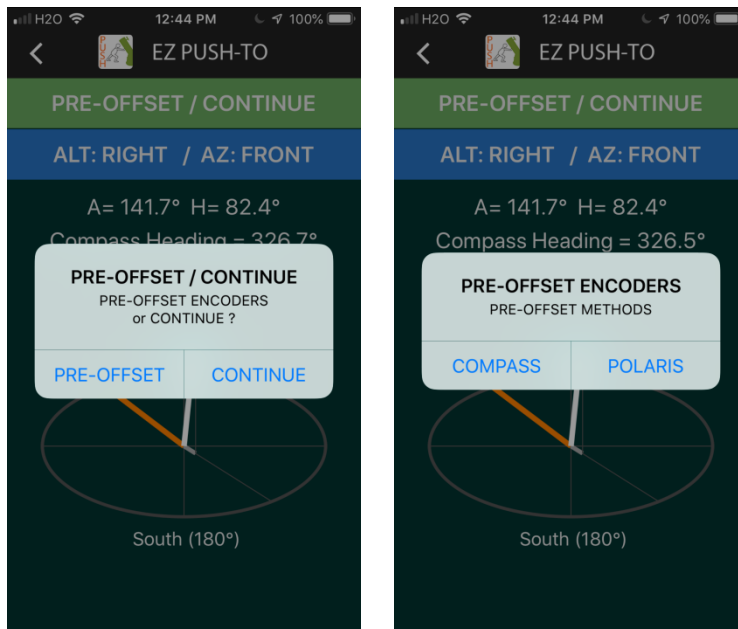 H2O 12:44 PM 100%
EZ PUSH-TO
PRE-OFFSET / CONTINUE
ALT: RIGHT / AZ: FRONT
A= 141.7° H= 82.4°
Compass Heading = 326.7°
PRE-OFFSET / CONTINUE
PRE-OFFSET ENCODERS
or CONTINUE ?
PRE-OFFSET CONTINUE
South (180°)
H2O 12:44 PM 100%
EZ PUSH-TO
PRE-OFFSET / CONTINUE
ALT: RIGHT / AZ: FRONT
A= 141.7° H= 82.4°
Compass Heading = 326.5°
PRE-OFFSET ENCODERS
PRE-OFFSET METHODS
COMPASS POLARIS
South (180°)